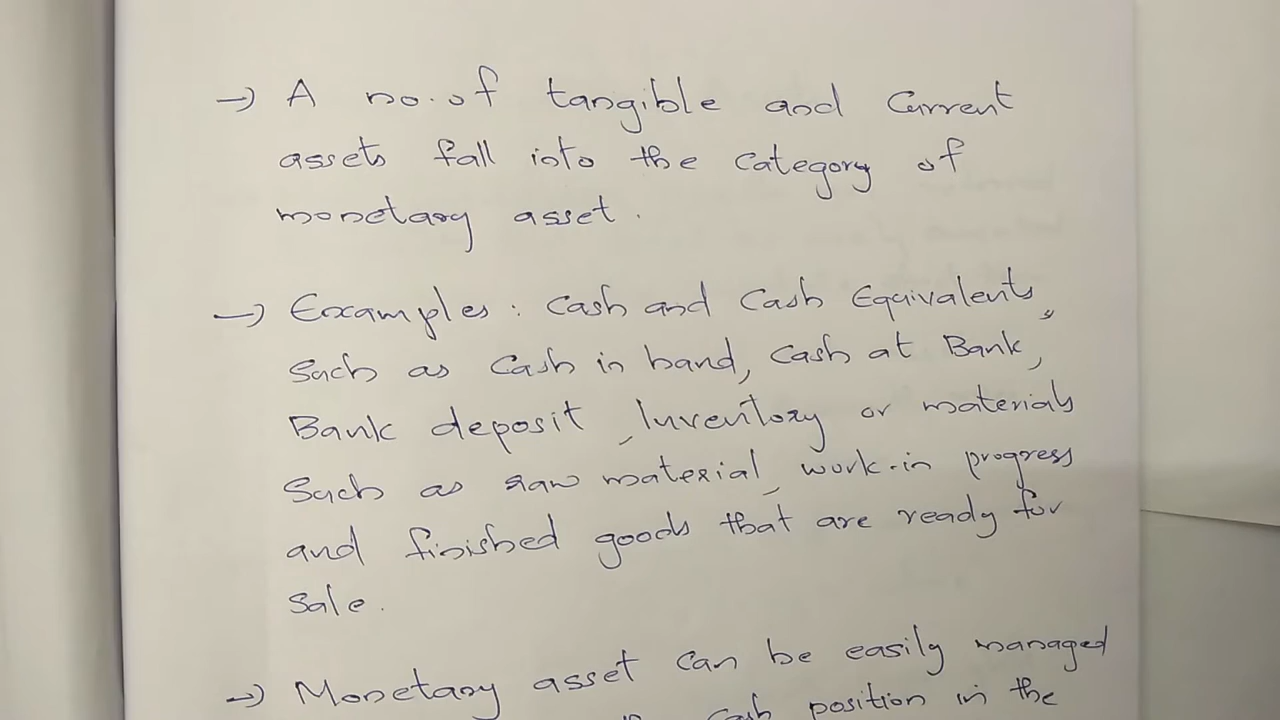 → A no. of tangible and current
assets fall into the category of
monetary asset.
→ Examples : Cash and Cash Equivalents,
Such as Cash in hand, Cash at Bank,
Bank deposit, Inventory or materials
Such as raw material, work-in progress
and finished goods that are ready for
Sale.
→ Monetary asset can be easily managed
cash position in the